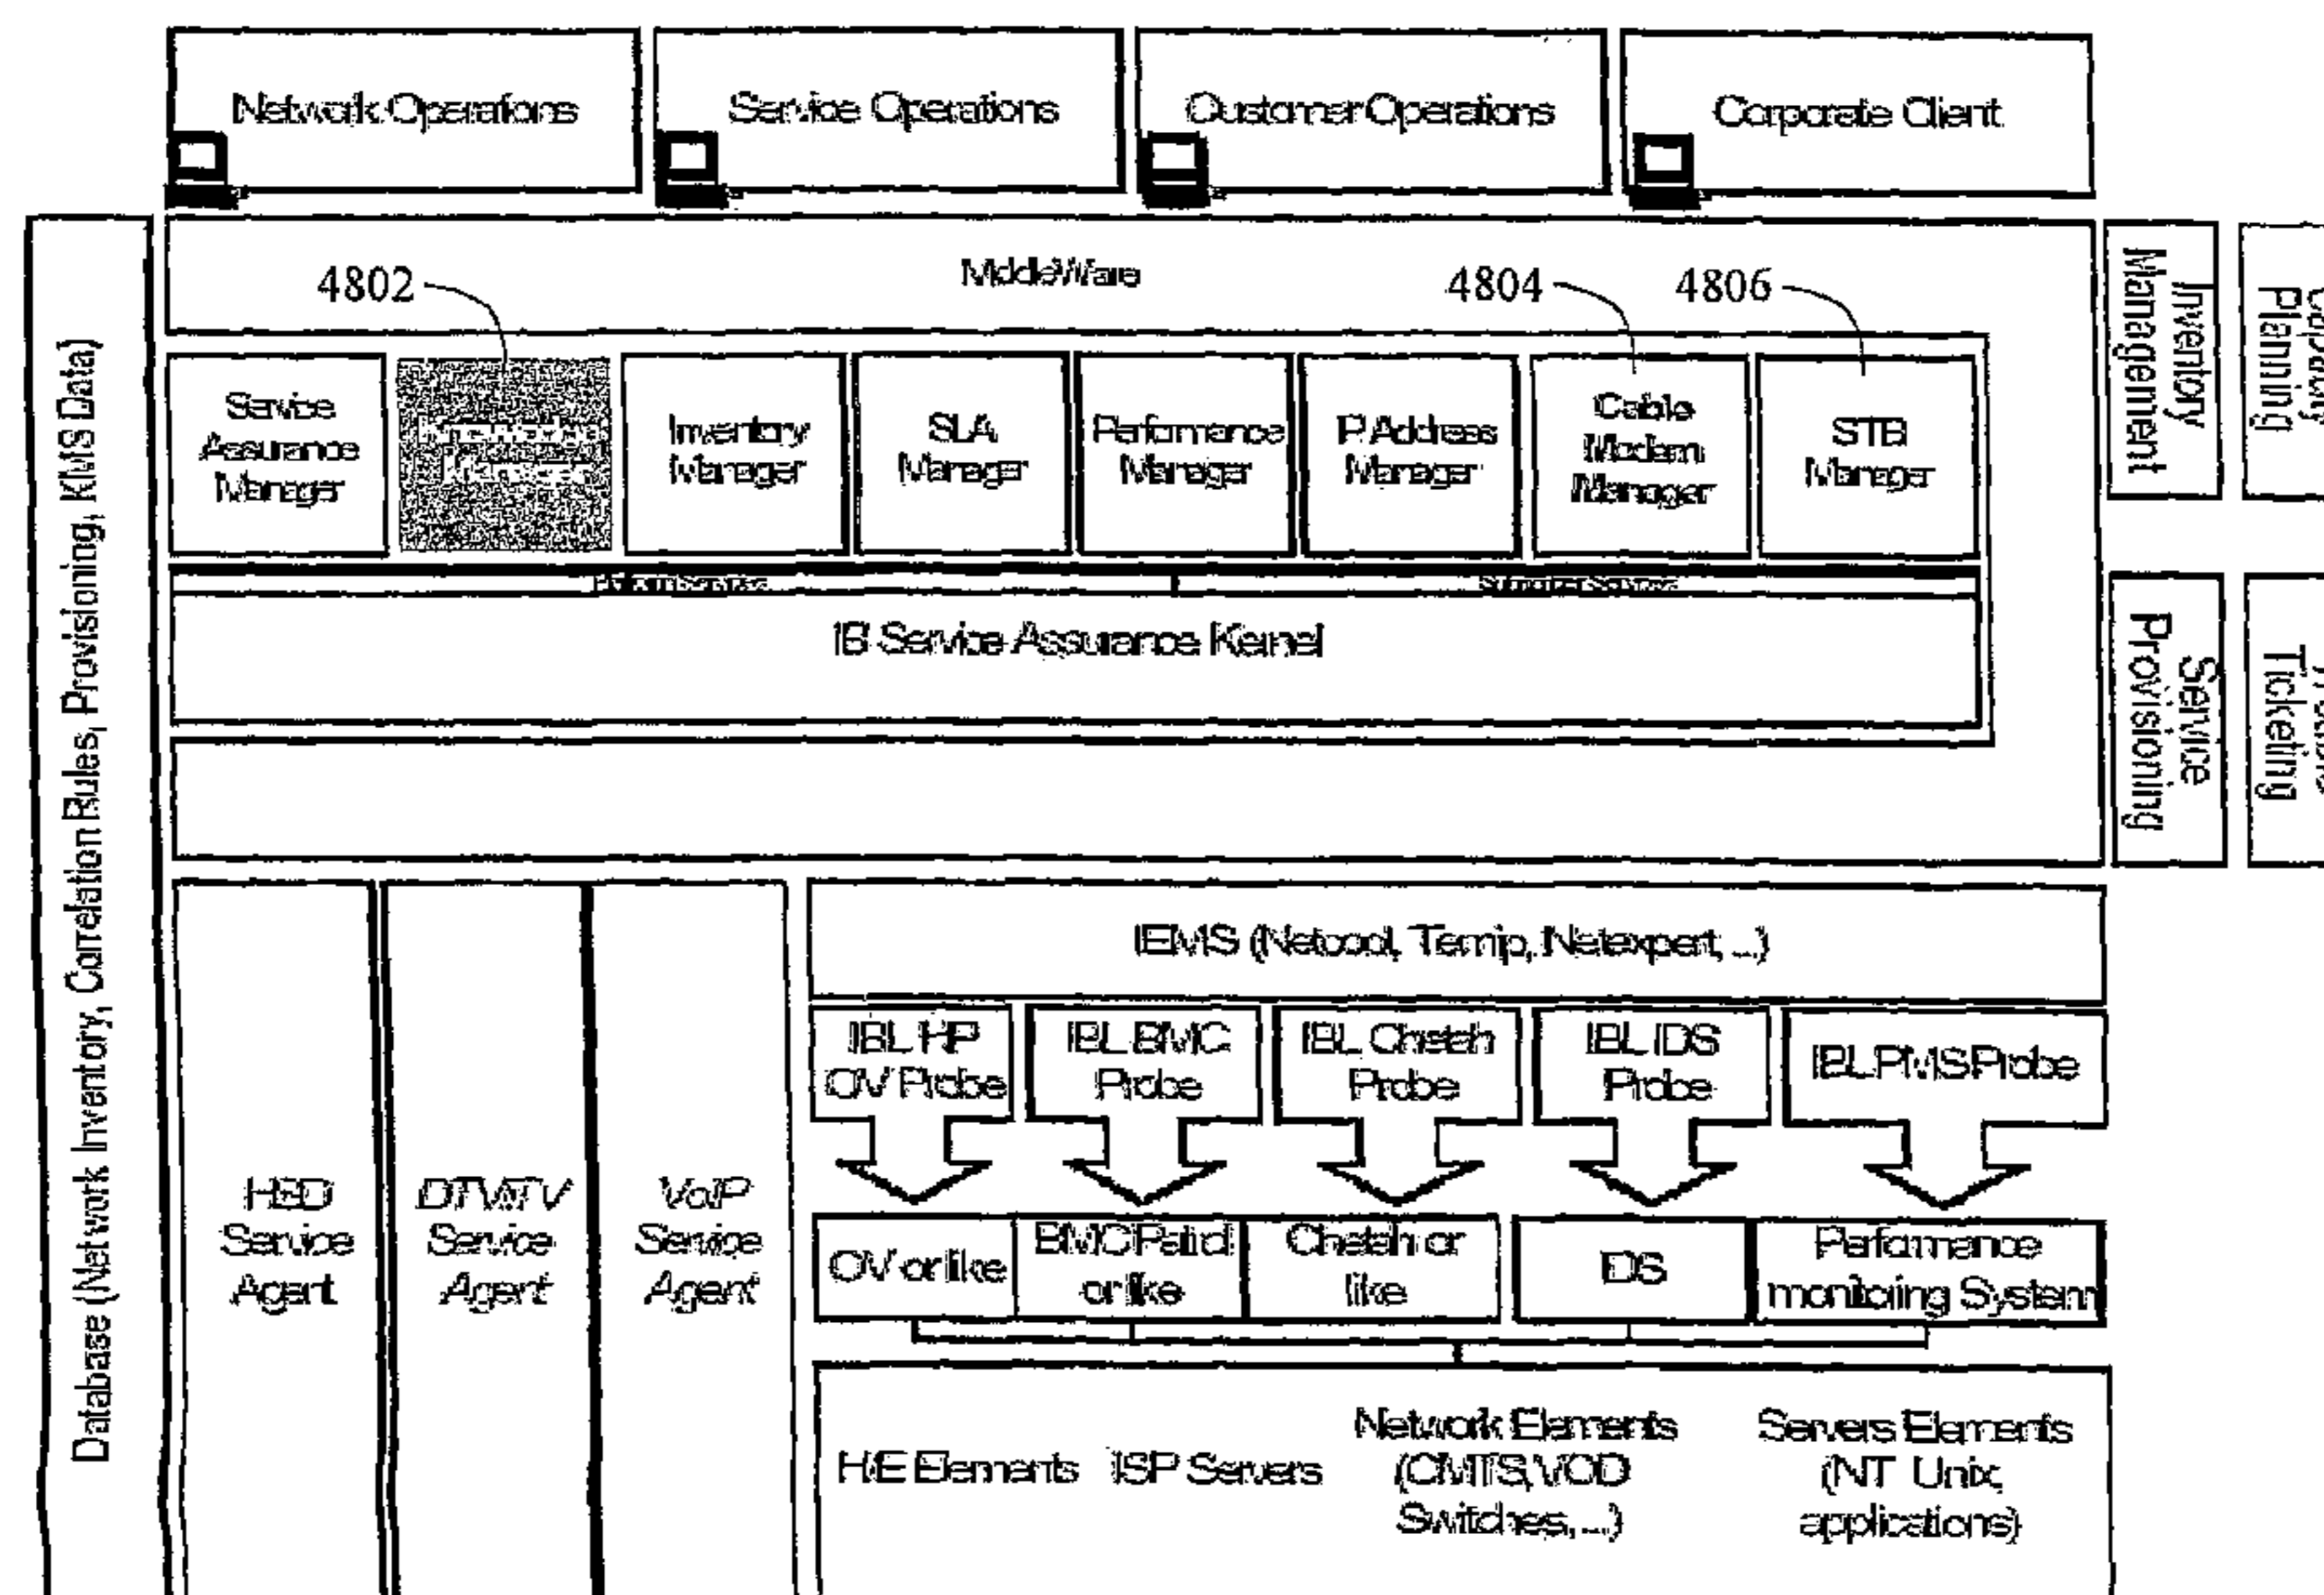 Network Operations
Service Operations
Customer Operations
Corporate Client
MiddleWare
4802
4804
4806
Service
Assurance
Manager
Inventory
Manager
SLA
Manager
Performance
Manager
IP Address
Manager
Cable
Modem
Manager
STB
Manager
IB Service Assurance Kernel
Database (Network Inventory, Correlation Rules, Provisioning, KMS Data)
Inventory
Management
Planning
Service
Provisioning
Ticketing
HSD
Service
Agent
DTV/ATV
Service
Agent
VoIP
Service
Agent
IEMS (Netcool, Temip, Netexpert, ...)
IBL HP
OV Probe
IBL BMC
Probe
IBL Cheetah
Probe
IBL IDS
Probe
IBL PMS Probe
OV or like
BMC Patrol
or like
Chetah or
like
IDS
Performance
monitoring System
H/E Elements
ISP Servers
Network Elements
(CMTS, VOD
Switches, ...)
Servers Elements
(NT Unix,
applications)